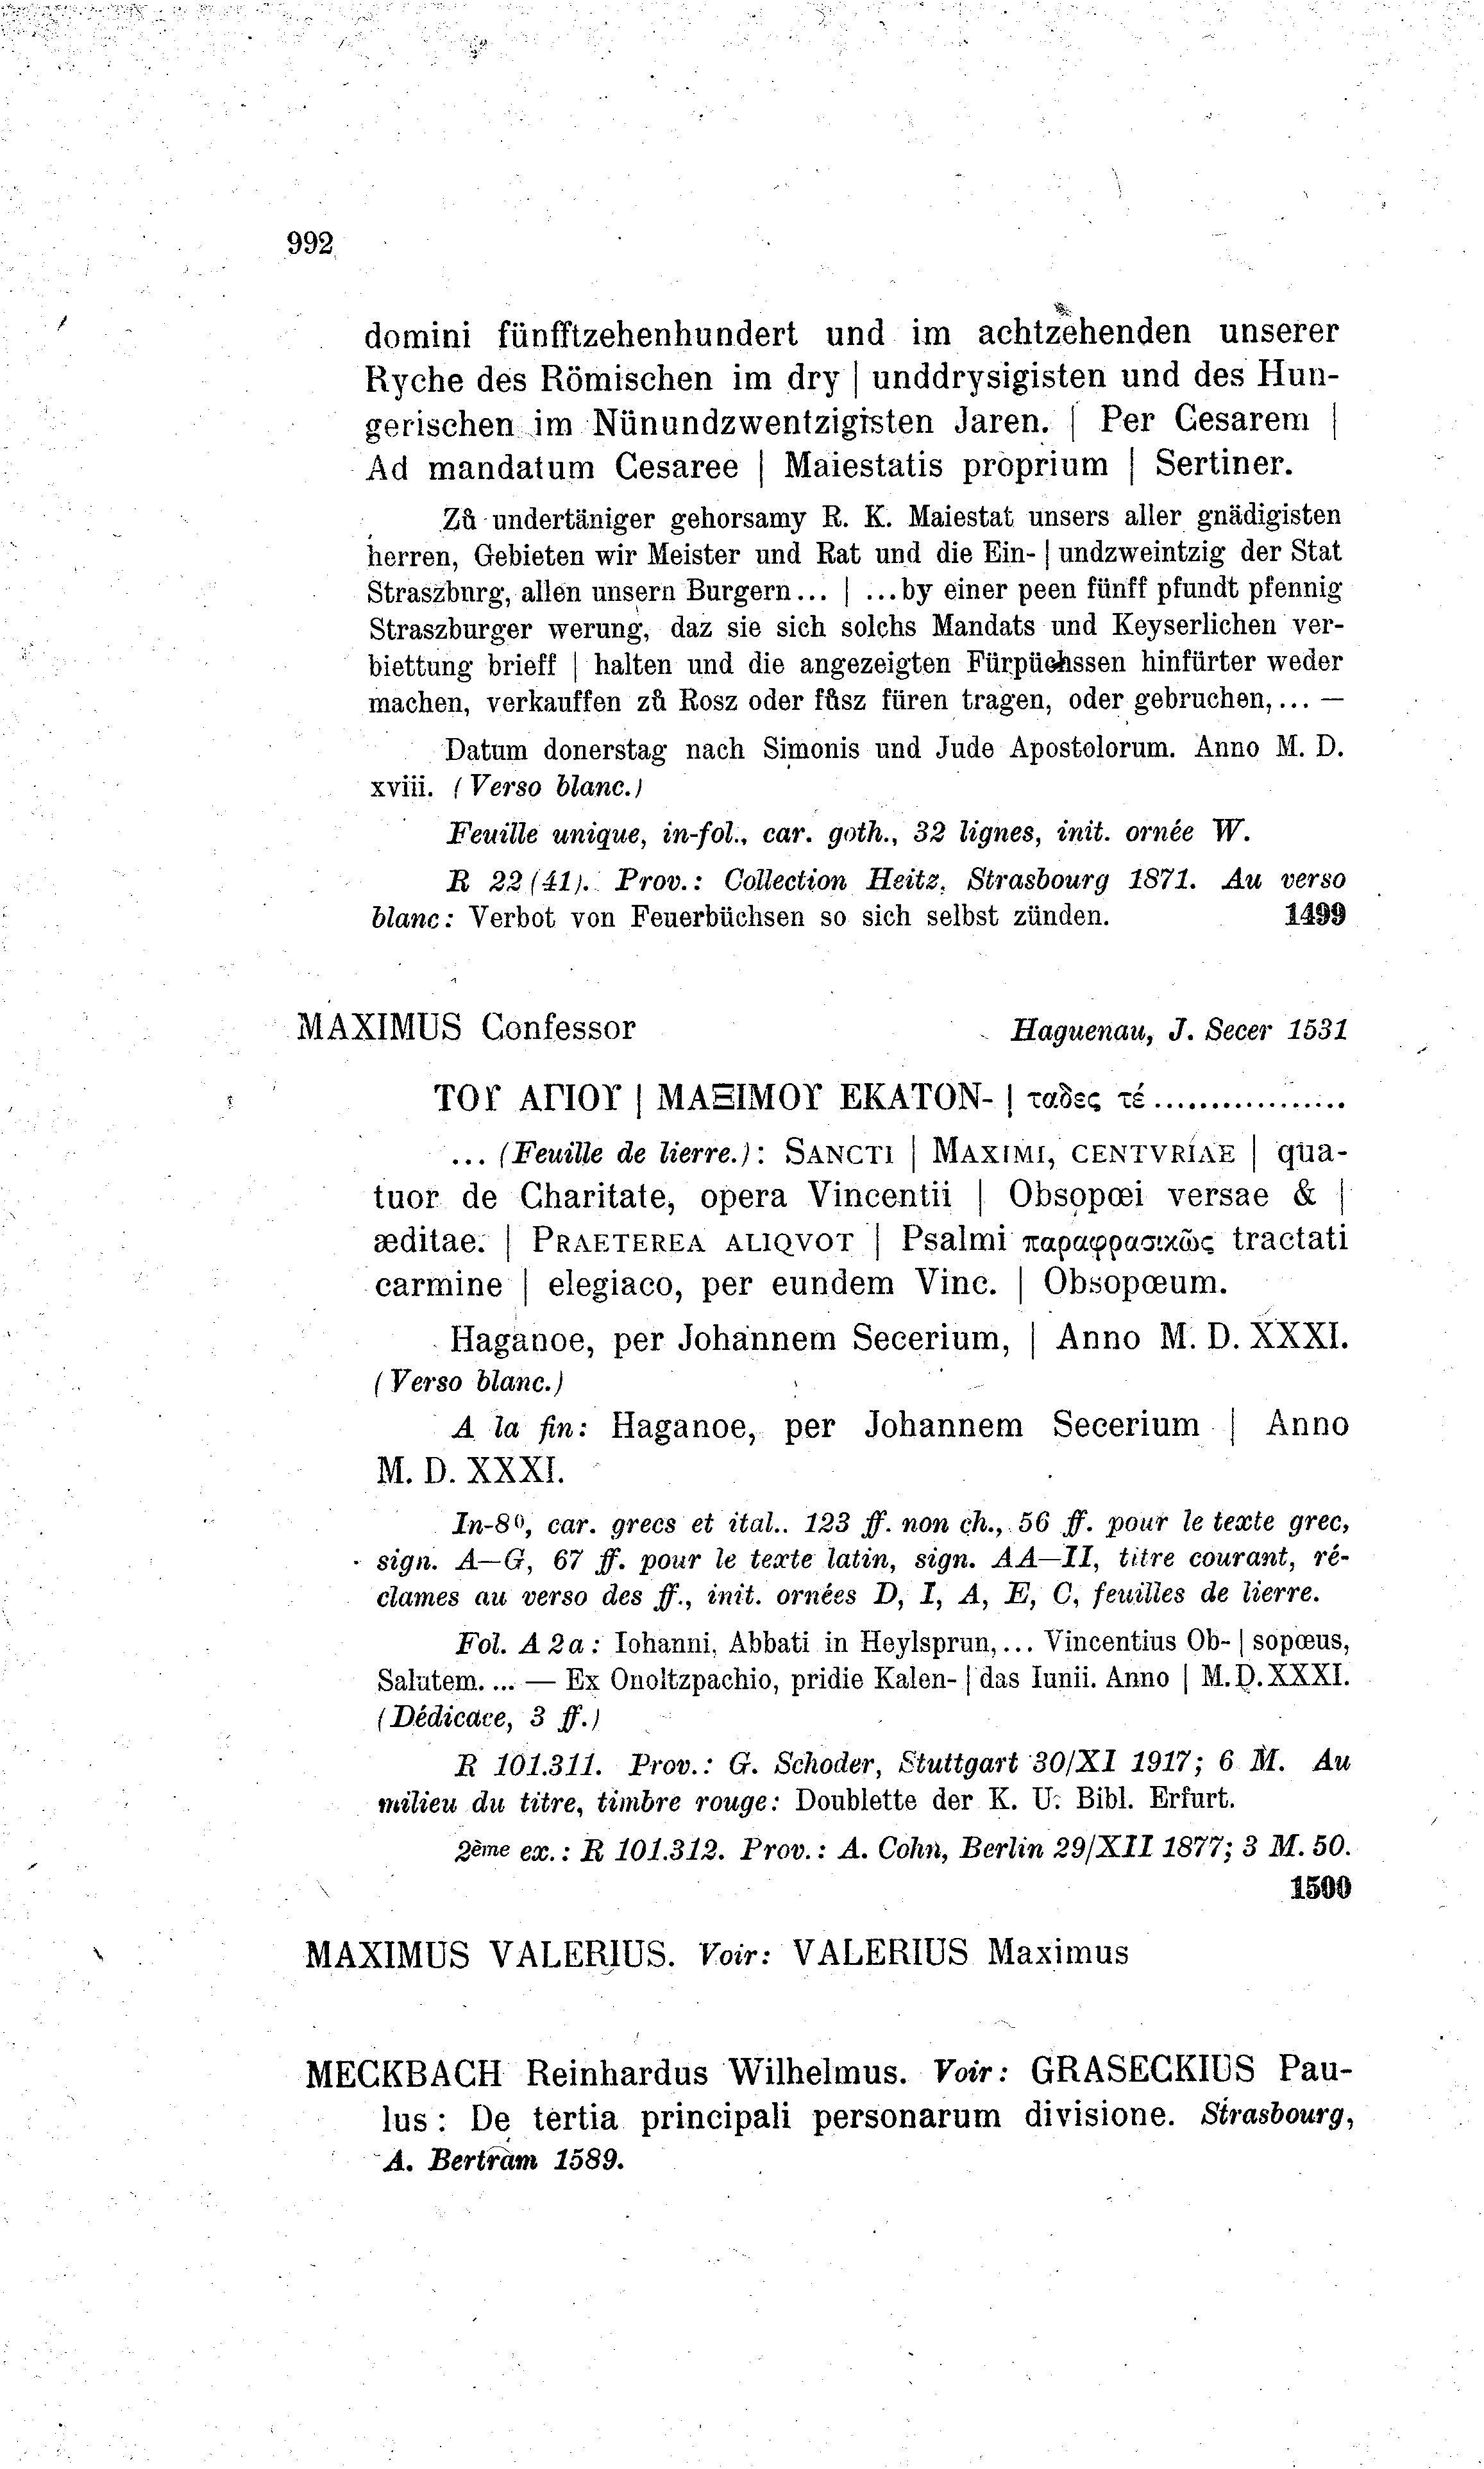 992
domini fünfftzehenhundert und im achtzehenden unserer
Ryche des Römischen im dry | unddrysigisten und des Hun-
gerischen im Nünundzwentzigisten Jaren. | Per Cesarem |
Ad mandatum Cesaree | Maiestatis proprium | Sertiner.
Zů undertäniger gehorsamy R. K. Maiestat unsers aller gnädigisten
herren, Gebieten wir Meister und Rat und die Ein- | undzweintzig der Stat
Straszburg, allen unsern Burgern... | ...by einer peen fünff pfundt pfennig
Straszburger werung, daz sie sich solchs Mandats und Keyserlichen ver-
biettung brieff | halten und die angezeigten Fürpüchssen hinfürter weder
machen, verkauffen zů Rosz oder fůsz füren tragen, oder gebruchen,... —
Datum donerstag nach Simonis und Jude Apostolorum. Anno M. D.
xviii. (Verso blanc.)
Feuille unique, in-fol., car. goth., 32 lignes, init. ornée W.
R 22 (41). Prov.: Collection Heitz, Strasbourg 1871. Au verso
blanc: Verbot von Feuerbüchsen so sich selbst zünden. 1499
MAXIMUS Confessor Haguenau, J. Secer 1531
ΤΟΥ ΑΓΙΟΥ | ΜΑΞΙΜΟΥ ΕΚΑΤΟΝ- | ταδες τέ .................
... (Feuille de lierre.): SANCTI | MAXIMI, CENTVRIAE | qua-
tuor de Charitate, opera Vincentii | Obsopœi versae & |
æditae. | PRAETEREA ALIQVOT | Psalmi παραφρασικῶς tractati
carmine | elegiaco, per eundem Vinc. | Obsopœum.
Haganoe, per Johannem Secerium, | Anno M. D. XXXI.
(Verso blanc.)
A la fin: Haganoe, per Johannem Secerium | Anno
M. D. XXXI.
In-8⁰, car. grecs et ital.. 123 ff. non ch., 56 ff. pour le texte grec,
sign. A—G, 67 ff. pour le texte latin, sign. AA—II, titre courant, ré-
clames au verso des ff., init. ornées D, I, A, E, C, feuilles de lierre.
Fol. A 2a: Iohanni, Abbati in Heylsprun,... Vincentius Ob- | sopœus,
Salutem. ... — Ex Onoltzpachio, pridie Kalen- | das Iunii. Anno | M. D. XXXI.
(Dédicace, 3 ff.)
R 101.311. Prov.: G. Schoder, Stuttgart 30/XI 1917; 6 M. Au
milieu du titre, timbre rouge: Doublette der K. U. Bibl. Erfurt.
2ème ex.: R 101.312. Prov.: A. Cohn, Berlin 29/XII 1877; 3 M. 50.
1500
MAXIMUS VALERIUS. Voir: VALERIUS Maximus
MECKBACH Reinhardus Wilhelmus. Voir: GRASECKIUS Pau-
lus: De tertia principali personarum divisione. Strasbourg,
A. Bertram 1589.